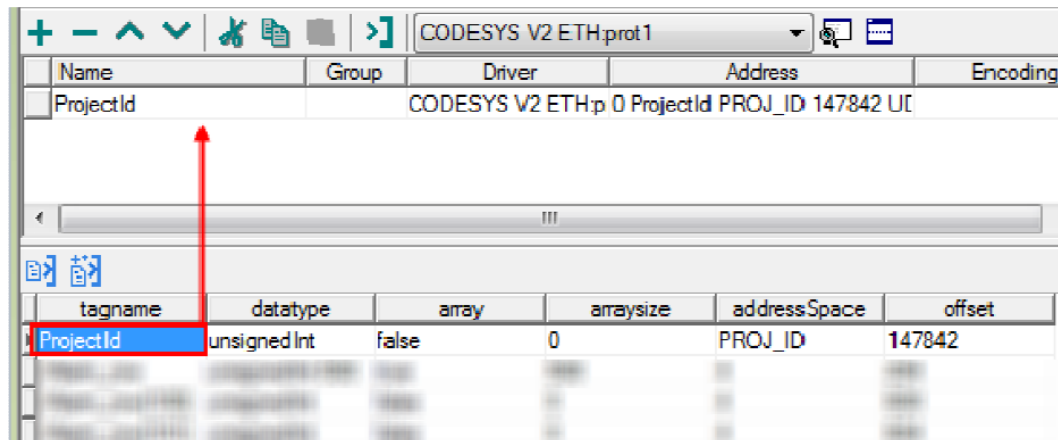 CODESYS V2 ETH:prot1
Name Group Driver Address Encoding
ProjectId CODESYS V2 ETH:p 0 ProjectId PROJ_ID 147842 UD
tagname datatype array arraysize addressSpace offset
ProjectId unsignedInt false 0 PROJ_ID 147842